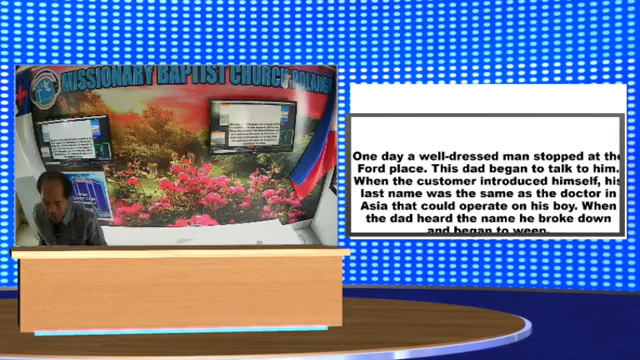 MISSIONARY BAPTIST CHURCH POLANGUI
One day a well-dressed man stopped at the
Ford place. This dad began to talk to him.
When the customer introduced himself, his
last name was the same as the doctor in
Asia that could operate on his boy. When
the dad heard the name he broke down
and began to weep.